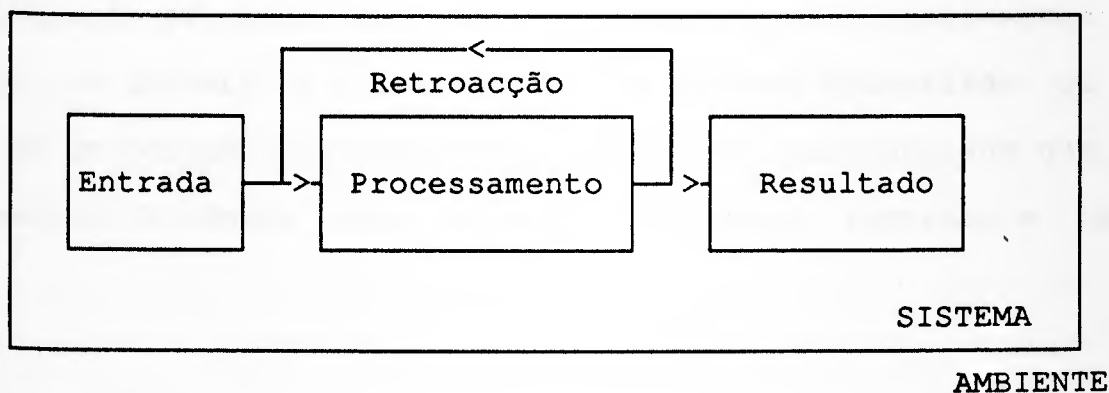 Retroacção
Entrada Processamento Resultado
SISTEMA
AMBIENTE